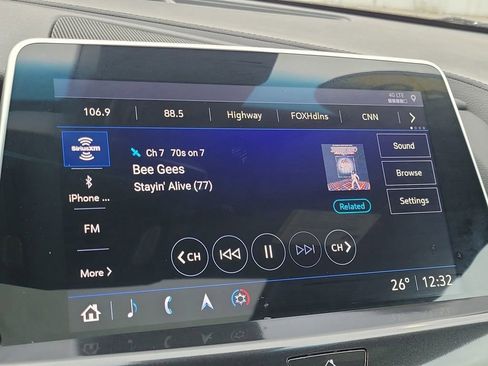 4G LTE
106.9 88.5 Highway FOXHdlns CNN
SiriusXM
Ch 7 70s on 7
Bee Gees
Stayin' Alive (77)
Related
Sound
Browse
Settings
iPhone ...
FM
More
CH
CH
26° 12:32